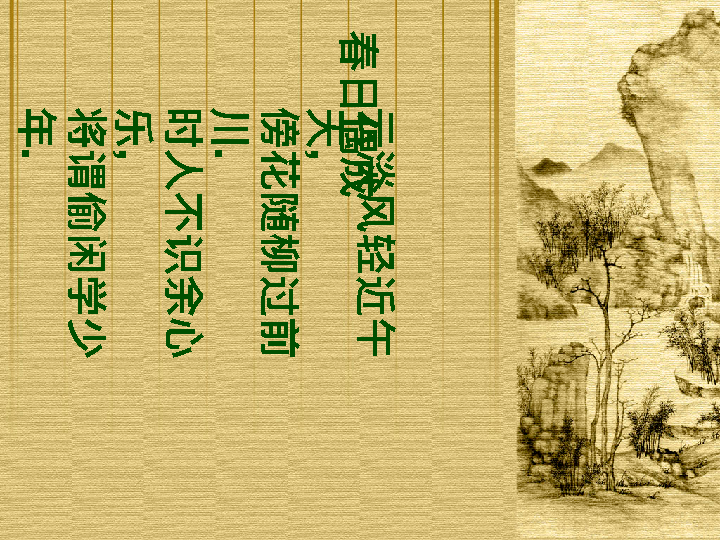 春日偶成
云淡风轻近午
天,
傍花随柳过前
川.
时人不识余心
乐,
将谓偷闲学少
年.